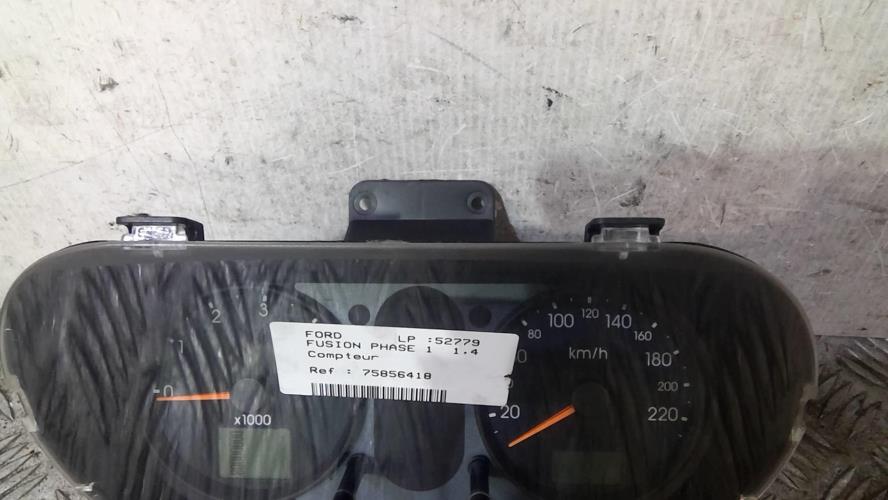 FORD LP :52779
FUSION PHASE 1 1.4
Compteur
Ref : 75856418
0
1
2
3
x1000
20
80
100
120
140
160
180
200
220
km/h